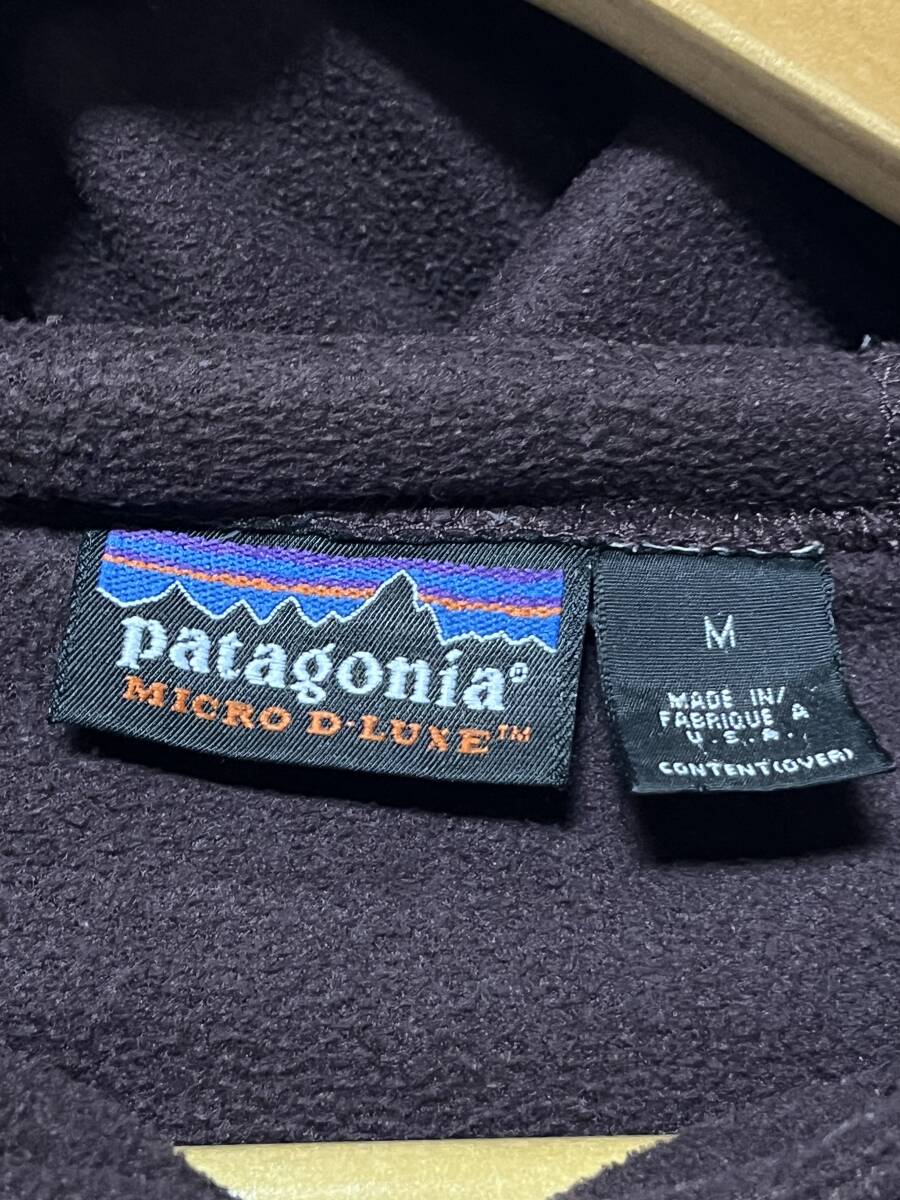 patagonia®
MICRO D-LUXE™
M
MADE IN/
FABRIQUE A
U.S.A.
CONTENT(OVER)